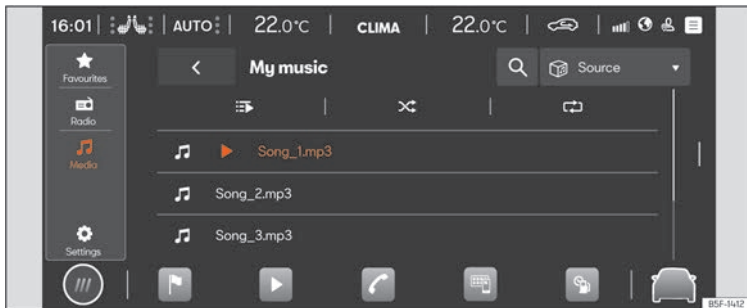 16:01 AUTO 22.0°C CLIMA 22.0°C
Favourites
My music
Source
Radio
Media
Song_1.mp3
Song_2.mp3
Song_3.mp3
Settings
B5F-1412